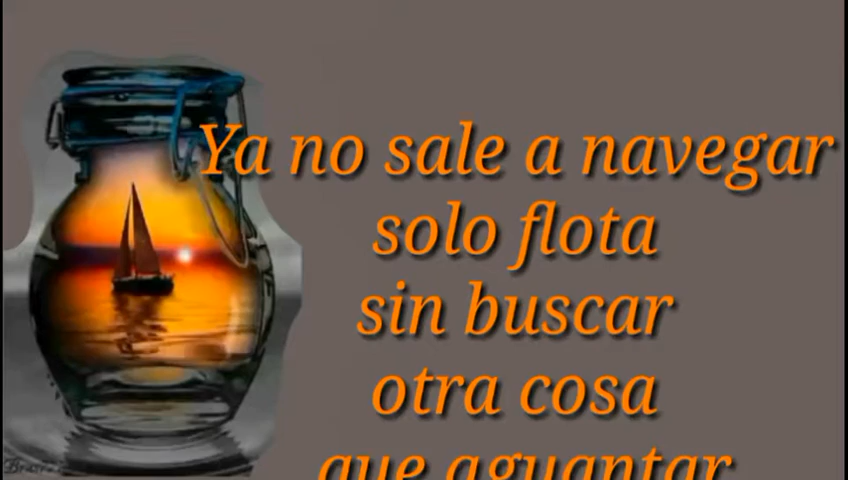 Ya no sale a navegar
solo flota
sin buscar
otra cosa
que aguantar